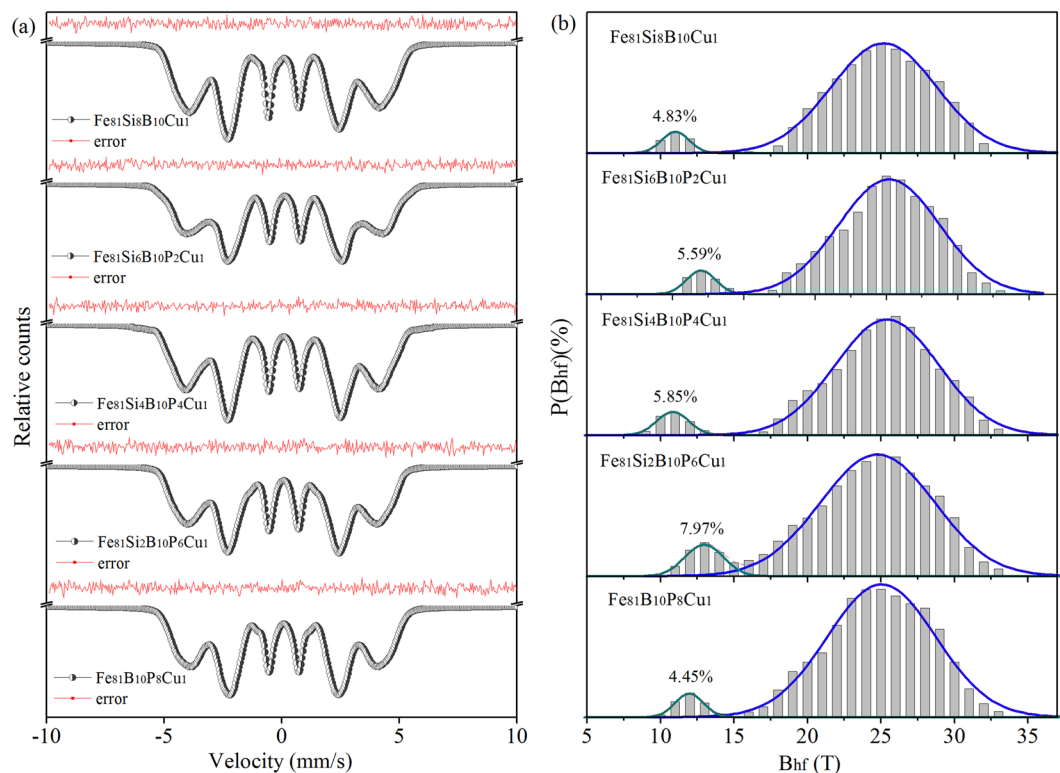 (a)
Relative counts
Fe81Si8B10Cu1
error
Fe81Si6B10P2Cu1
error
Fe81Si4B10P4Cu1
error
Fe81Si2B10P6Cu1
error
Fe81B10P8Cu1
error
-10 -5 0 5 10
Velocity (mm/s)
(b)
P(Bhf)(%)
Fe81Si8B10Cu1
4.83%
Fe81Si6B10P2Cu1
5.59%
Fe81Si4B10P4Cu1
5.85%
Fe81Si2B10P6Cu1
7.97%
Fe81B10P8Cu1
4.45%
5 10 15 20 25 30 35
Bhf (T)